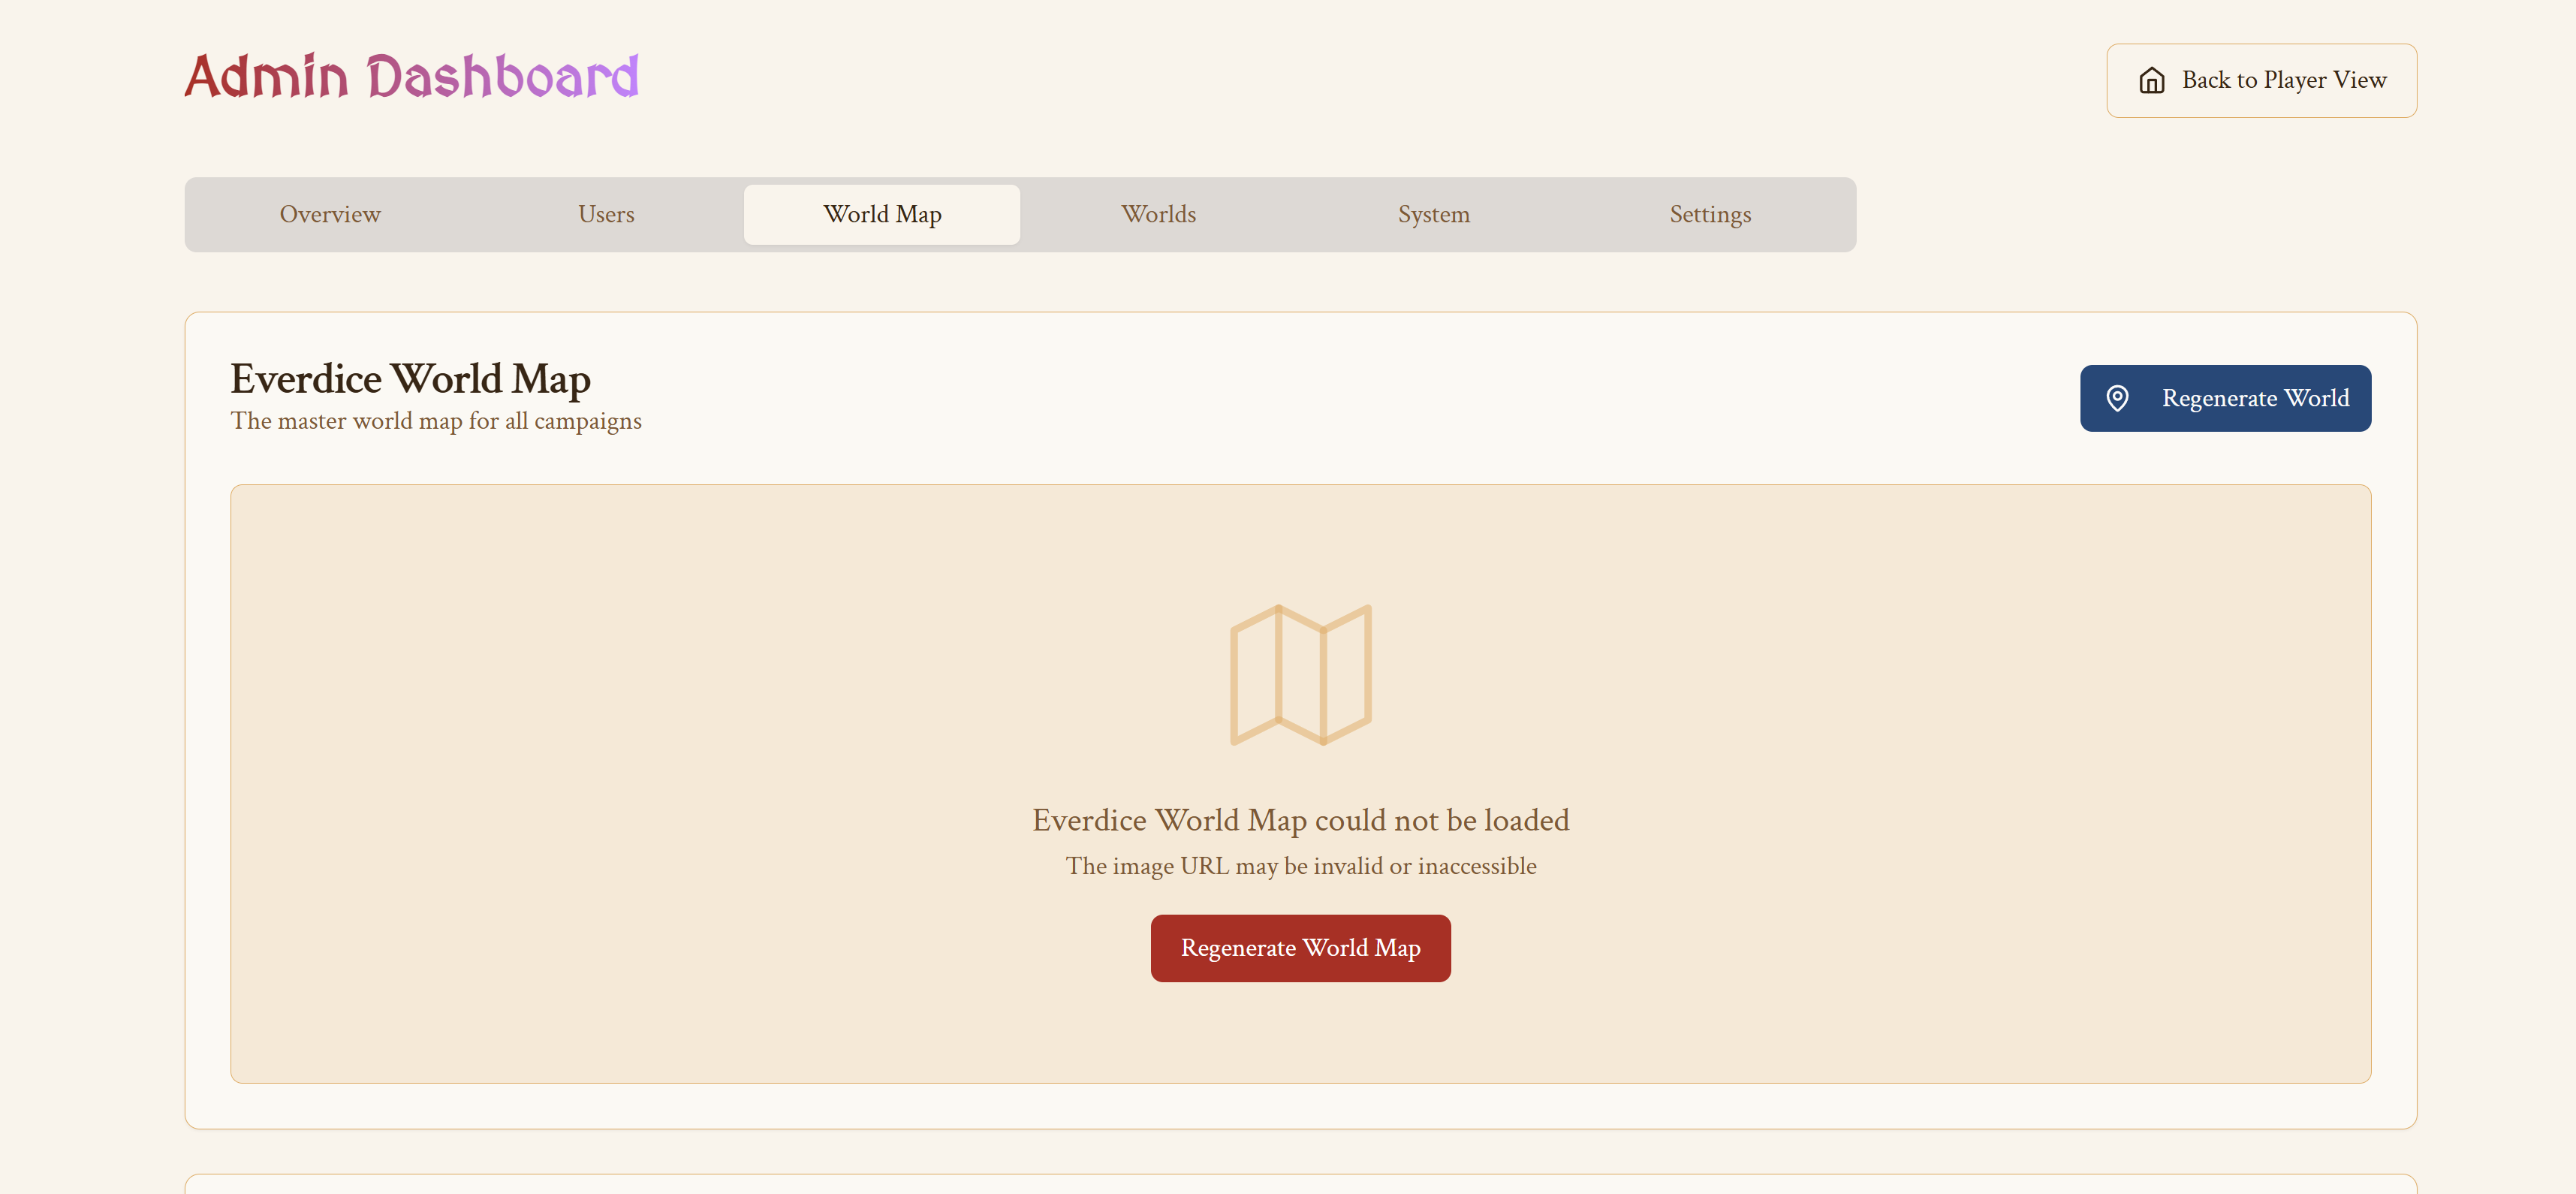 Admin Dashboard
Back to Player View
Overview
Users
World Map
Worlds
System
Settings
Everdice World Map
The master world map for all campaigns
Regenerate World
Everdice World Map could not be loaded
The image URL may be invalid or inaccessible
Regenerate World Map